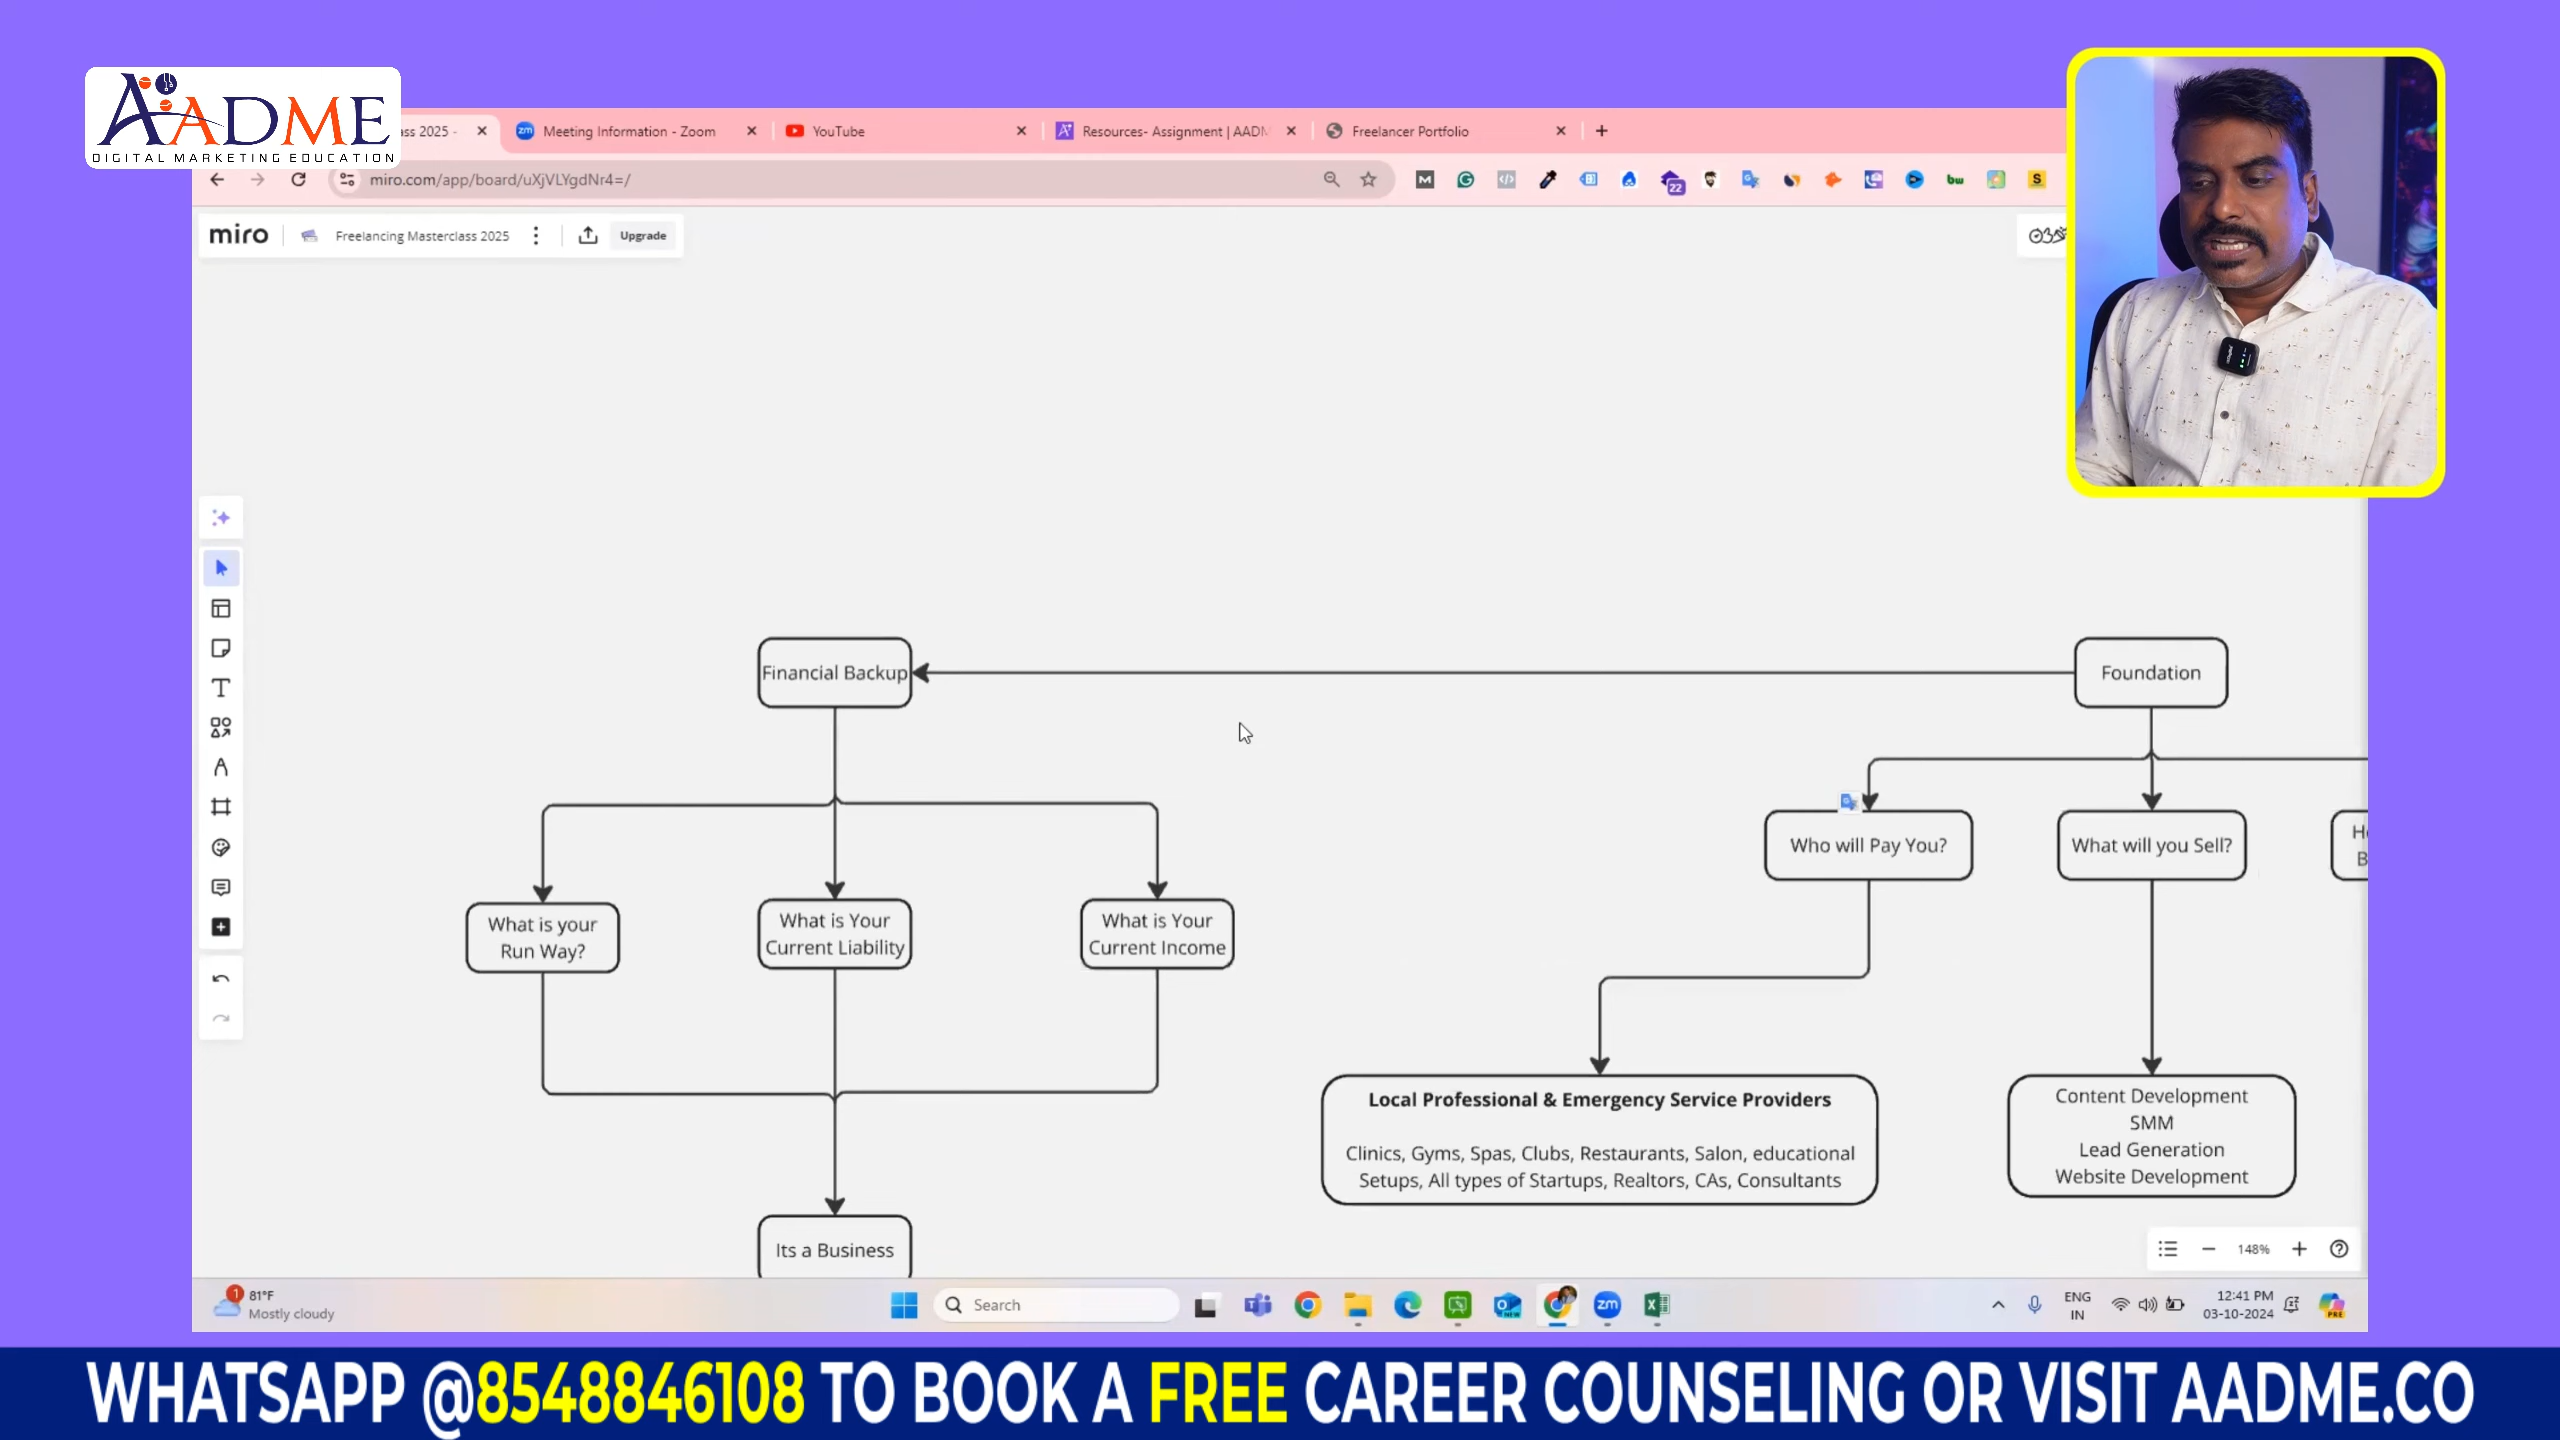 AADME
DIGITAL MARKETING EDUCATION
ass 2025 -
Meeting Information - Zoom
YouTube
Resources- Assignment | AADM
Freelancer Portfolio
miro.com/app/board/uXjVLYgdNr4=/
22
bw
S
miro
Freelancing Masterclass 2025
Upgrade
Financial Backup
Foundation
Who will Pay You?
What will you Sell?
What is your
Run Way?
What is Your
Current Liability
What is Your
Current Income
Local Professional & Emergency Service Providers
Clinics, Gyms, Spas, Clubs, Restaurants, Salon, educational
Setups, All types of Startups, Realtors, CAs, Consultants
Content Development
SMM
Lead Generation
Website Development
Its a Business
148%
1
81°F
Mostly cloudy
Search
zm
ENG
IN
12:41 PM
03-10-2024
WHATSAPP @8548846108 TO BOOK A FREE CAREER COUNSELING OR VISIT AADME.CO